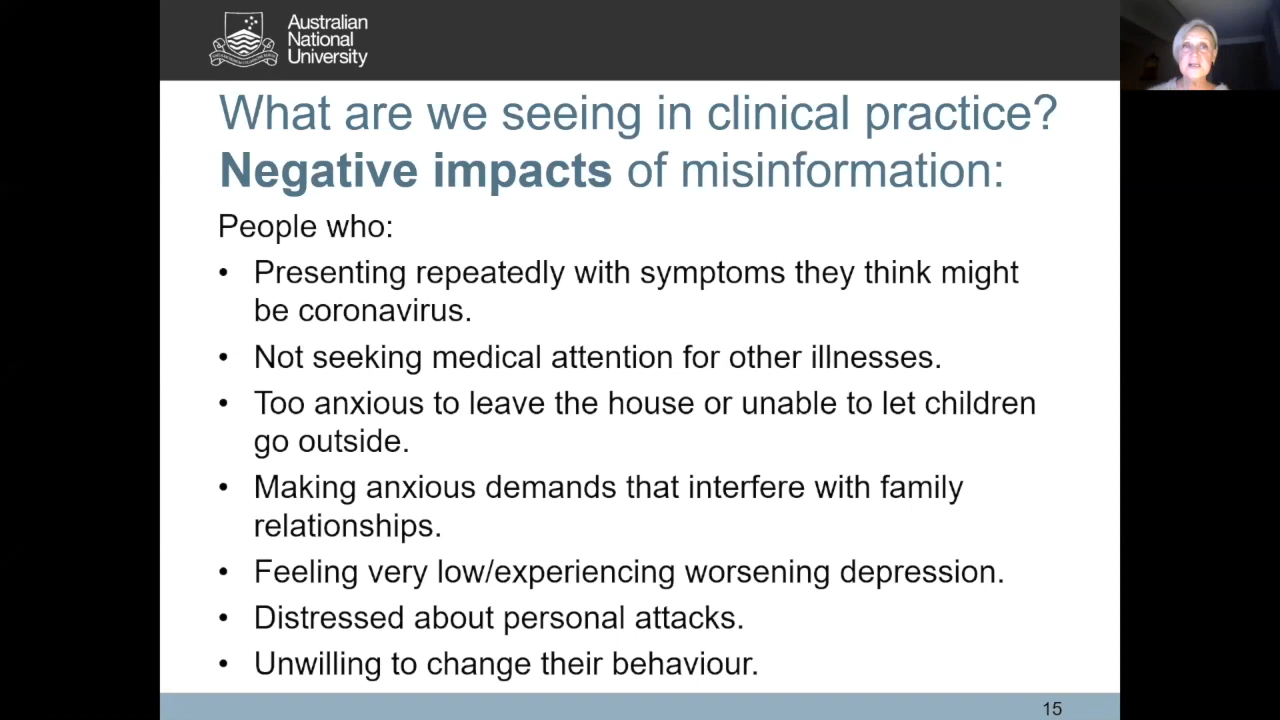 Australian
National
University
What are we seeing in clinical practice?
Negative impacts of misinformation:
People who:
• Presenting repeatedly with symptoms they think might
be coronavirus.
• Not seeking medical attention for other illnesses.
• Too anxious to leave the house or unable to let children
go outside.
• Making anxious demands that interfere with family
relationships.
• Feeling very low/experiencing worsening depression.
• Distressed about personal attacks.
• Unwilling to change their behaviour.
15